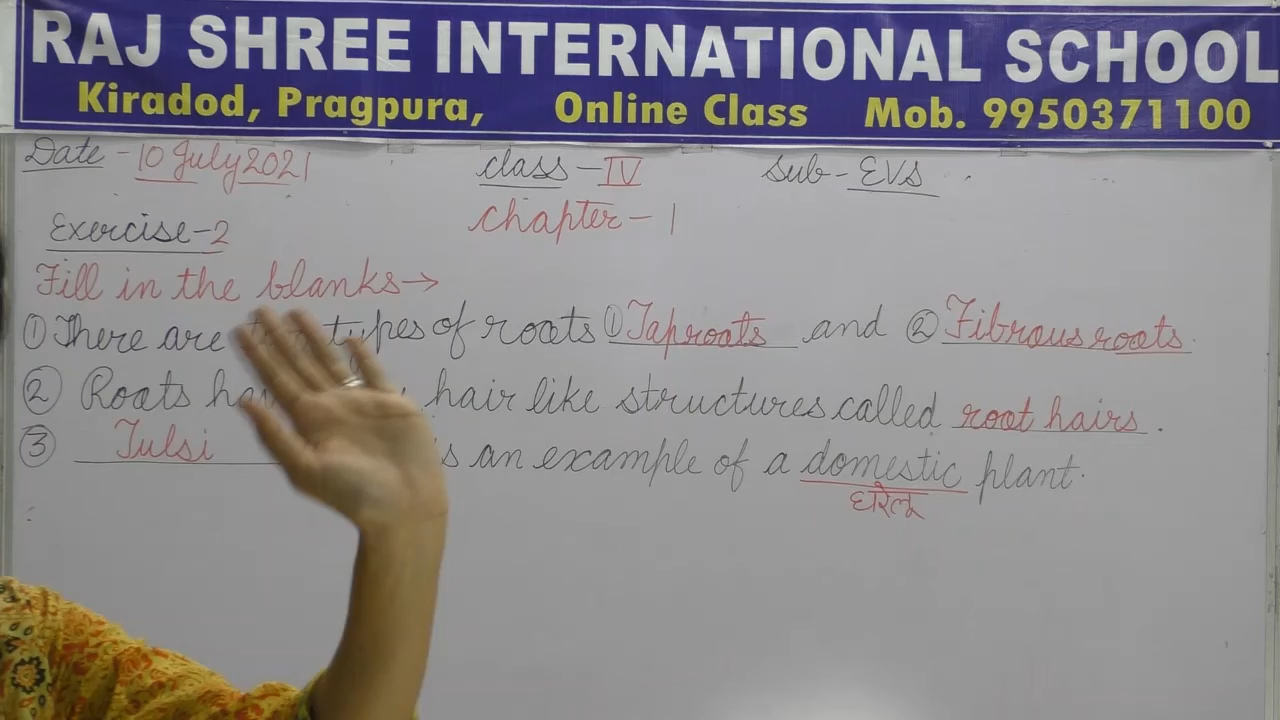 RAJ SHREE INTERNATIONAL SCHOOL
Kiradod, Pragpura, Online Class Mob. 9950371100
Date - 10 July 2021 class - IV Sub - EVS
Chapter - 1
Exercise - 2
Fill in the blanks →
① There are types of roots ① Taproots and ② Fibrous roots.
② Roots hair like structures called root hairs.
③ Tulsi is an example of a domestic plant.
घरेलू